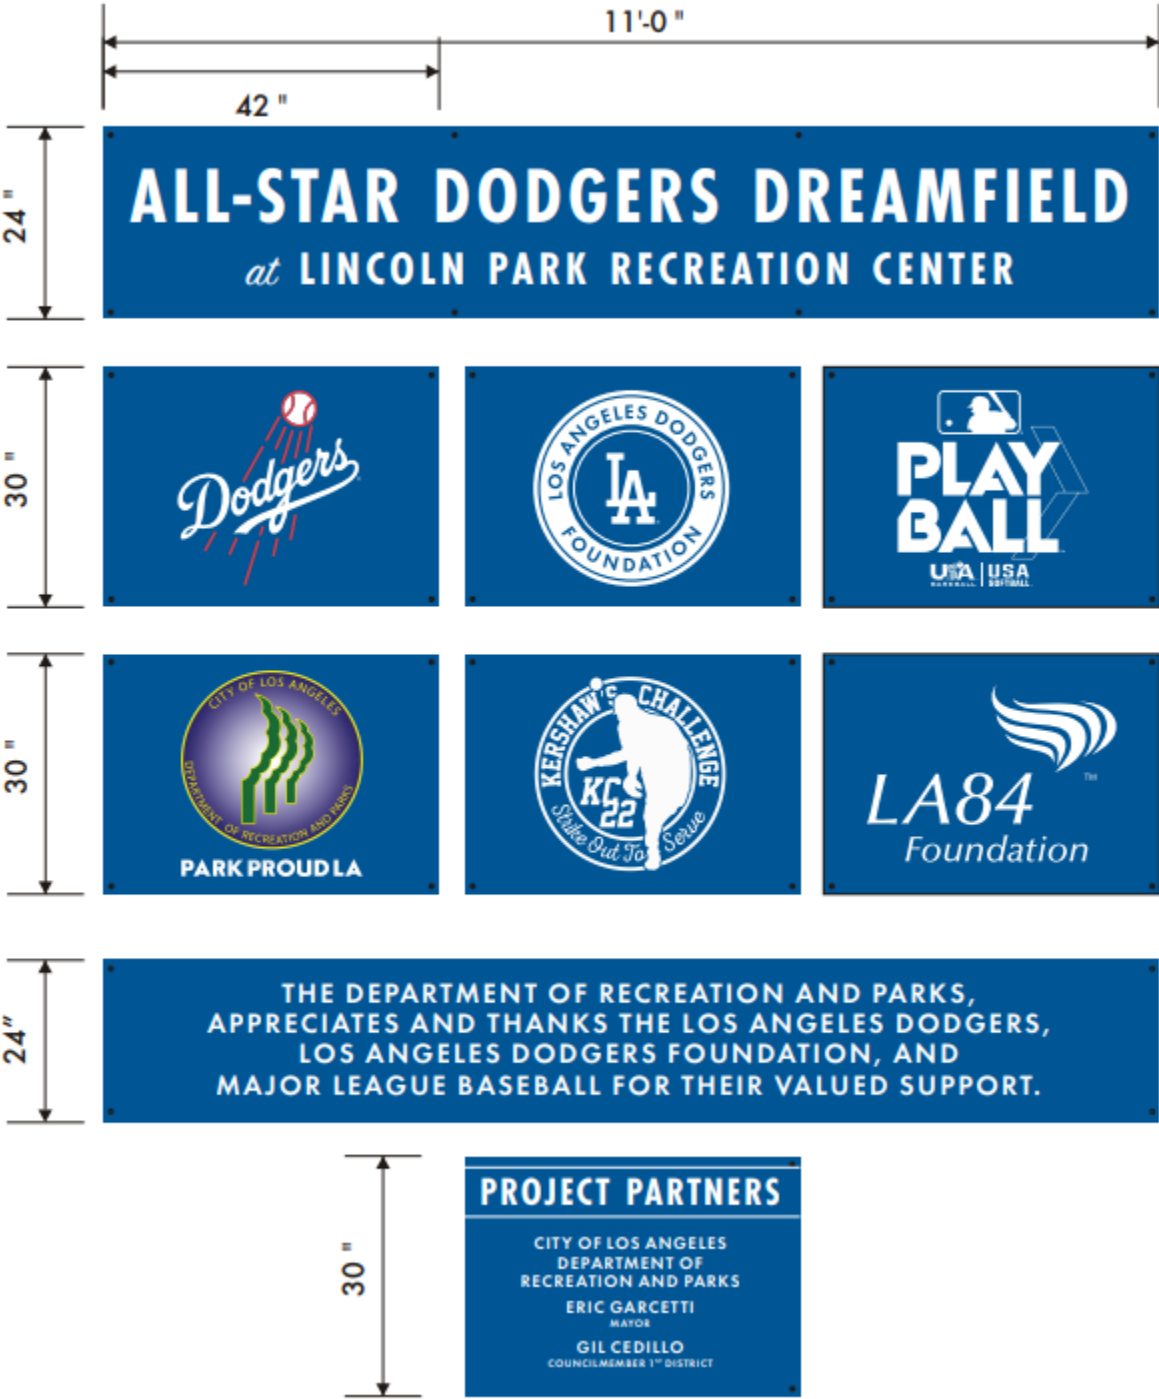 11'-0 "
42 "
24 "
ALL-STAR DODGERS DREAMFIELD
at LINCOLN PARK RECREATION CENTER
30 "
Dodgers
LOS ANGELES DODGERS
LA
FOUNDATION
PLAY
BALL
USA | USA
BASEBALL SOFTBALL
30 "
CITY OF LOS ANGELES
DEPARTMENT OF RECREATION AND PARKS
PARK PROUD LA
KERSHAW'S CHALLENGE
KC
22
Strike Out To Serve
LA84
TM
Foundation
24"
THE DEPARTMENT OF RECREATION AND PARKS,
APPRECIATES AND THANKS THE LOS ANGELES DODGERS,
LOS ANGELES DODGERS FOUNDATION, AND
MAJOR LEAGUE BASEBALL FOR THEIR VALUED SUPPORT.
30 "
PROJECT PARTNERS
CITY OF LOS ANGELES
DEPARTMENT OF
RECREATION AND PARKS
ERIC GARCETTI
MAYOR
GIL CEDILLO
COUNCILMEMBER 1ST DISTRICT